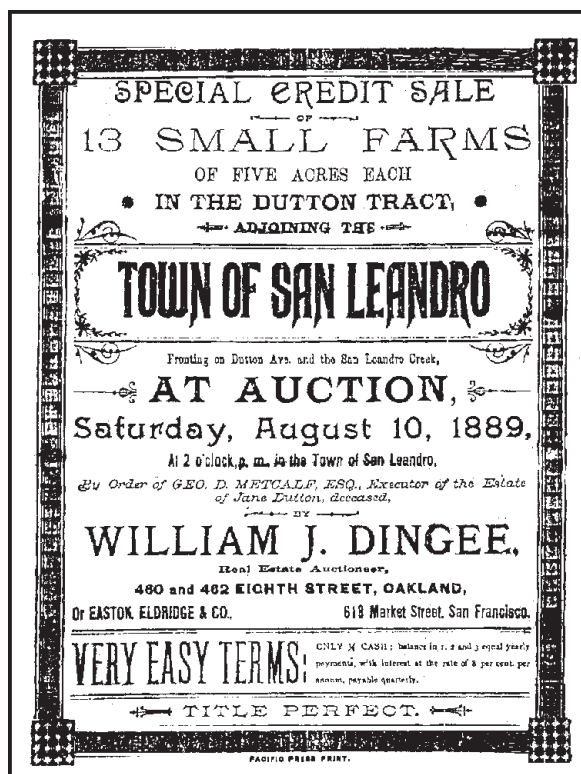 SPECIAL CREDIT SALE
OF
13 SMALL FARMS
OF FIVE ACRES EACH
IN THE DUTTON TRACT,
ADJOINING THE
TOWN OF SAN LEANDRO
Fronting on Dutton Ave. and the San Leandro Creek,
AT AUCTION,
Saturday, August 10, 1889,
At 2 o'clock, p. m., in the Town of San Leandro,
By Order of GEO. D. METCALF, ESQ., Executor of the Estate
of Jane Dutton, deceased,
BY
WILLIAM J. DINGEE,
Real Estate Auctioneer,
460 and 462 EIGHTH STREET, OAKLAND,
Or EASTON, ELDRIDGE & CO., 618 Market Street, San Francisco.
VERY EASY TERMS:
ONLY CASH; balance in 1, 2 and 3 equal yearly
payments, with interest at the rate of 8 per cent. per
annum, payable quarterly.
TITLE PERFECT.
PACIFIC PRESS PRINT.